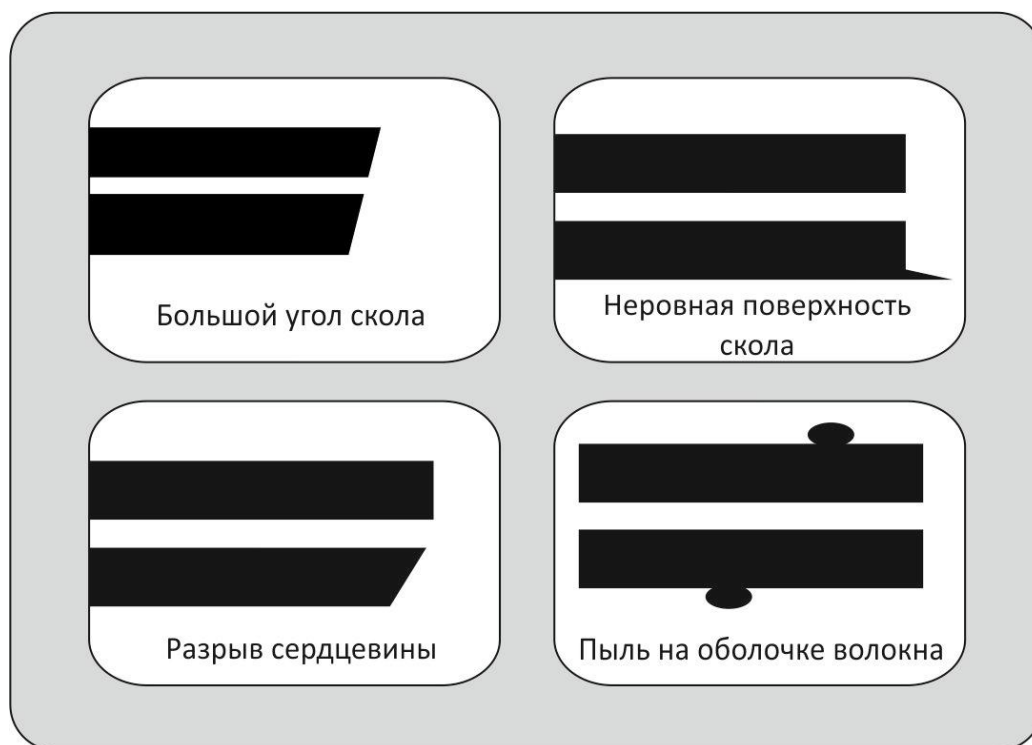 Большой угол скола
Неровная поверхность
скола
Разрыв сердцевины
Пыль на оболочке волокна